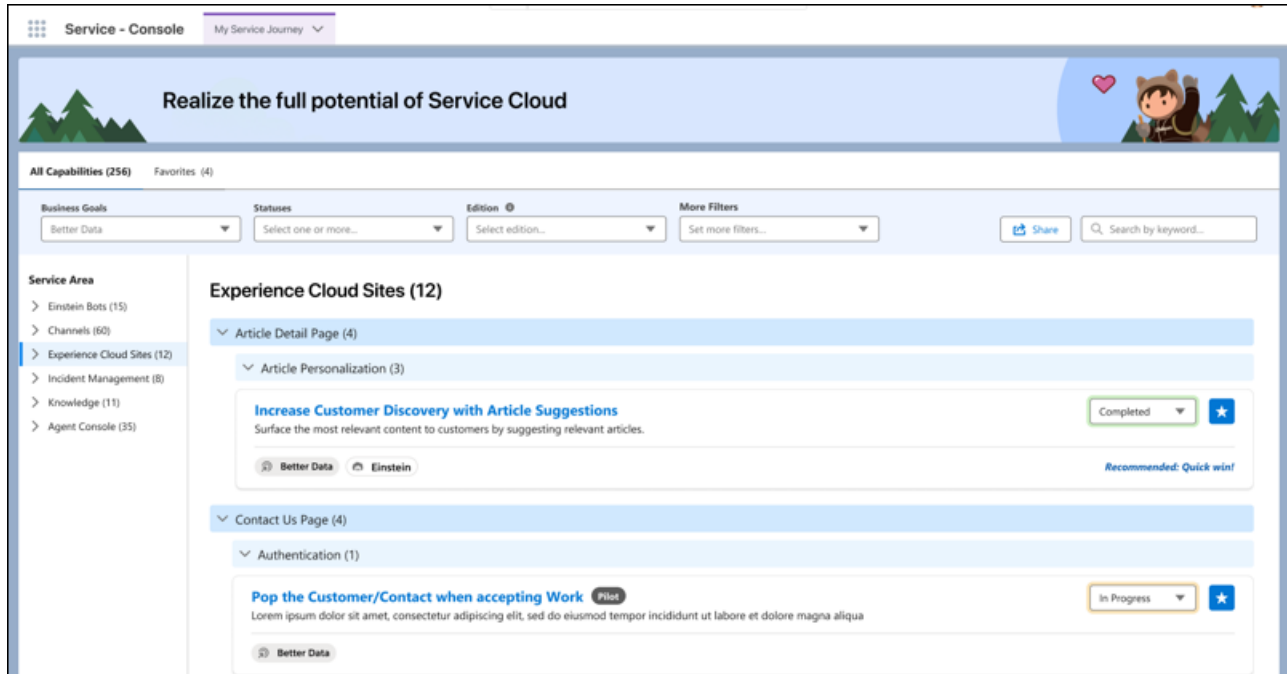 Service - Console
My Service Journey
Realize the full potential of Service Cloud
All Capabilities (256)
Favorites (4)
Business Goals
Statuses
Edition
More Filters
Better Data
Select one or more...
Select edition...
Set more filters...
Share
Search by keyword...
Service Area
Einstein Bots (15)
Channels (60)
Experience Cloud Sites (12)
Incident Management (8)
Knowledge (11)
Agent Console (35)
Experience Cloud Sites (12)
Article Detail Page (4)
Article Personalization (3)
Increase Customer Discovery with Article Suggestions
Completed
Surface the most relevant content to customers by suggesting relevant articles.
Better Data
Einstein
Recommended: Quick win!
Contact Us Page (4)
Authentication (1)
Pop the Customer/Contact when accepting Work
Pilot
In Progress
Lorem ipsum dolor sit amet, consectetur adipiscing elit, sed do eiusmod tempor incididunt ut labore et dolore magna aliqua
Better Data